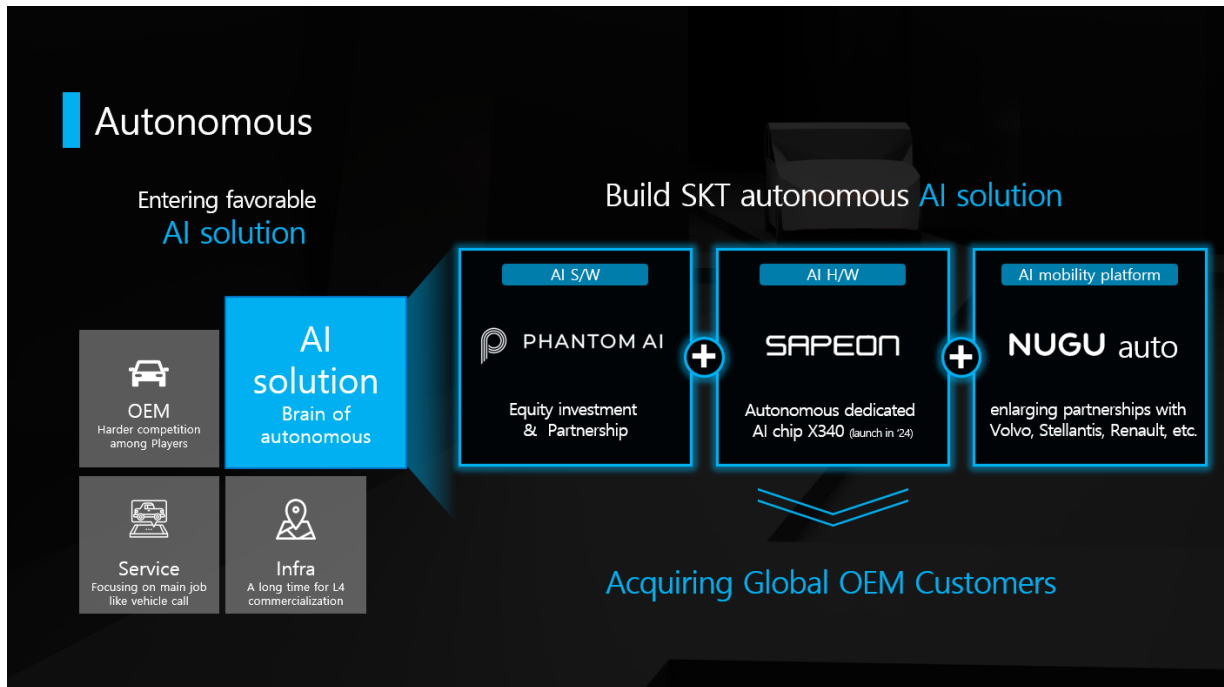 Autonomous
Entering favorable
AI solution
AI
solution
Brain of
autonomous
OEM
Harder competition
among Players
Service
Focusing on main job
like vehicle call
Infra
A long time for L4
commercialization
Build SKT autonomous AI solution
AI S/W
PHANTOM AI
Equity investment
& Partnership
AI H/W
SAPEON
Autonomous dedicated
AI chip X340 (launch in '24)
AI mobility platform
NUGU auto
enlarging partnerships with
Volvo, Stellantis, Renault, etc.
Acquiring Global OEM Customers